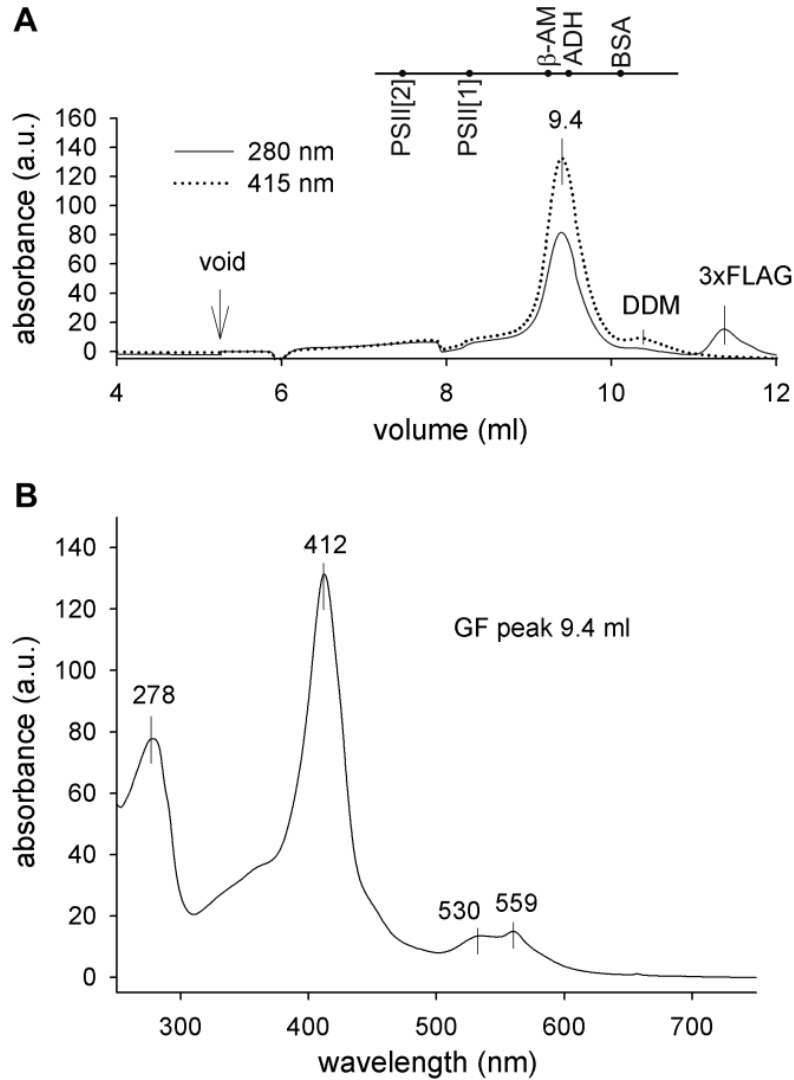 A
PSII[2]
PSII[1]
β-AM
ADH
BSA
absorbance (a.u.)
160
140
120
100
80
60
40
20
0
280 nm
415 nm
void
9.4
DDM
3xFLAG
4
6
8
10
12
volume (ml)
B
absorbance (a.u.)
140
120
100
80
60
40
20
0
278
412
GF peak 9.4 ml
530
559
300
400
500
600
700
wavelength (nm)